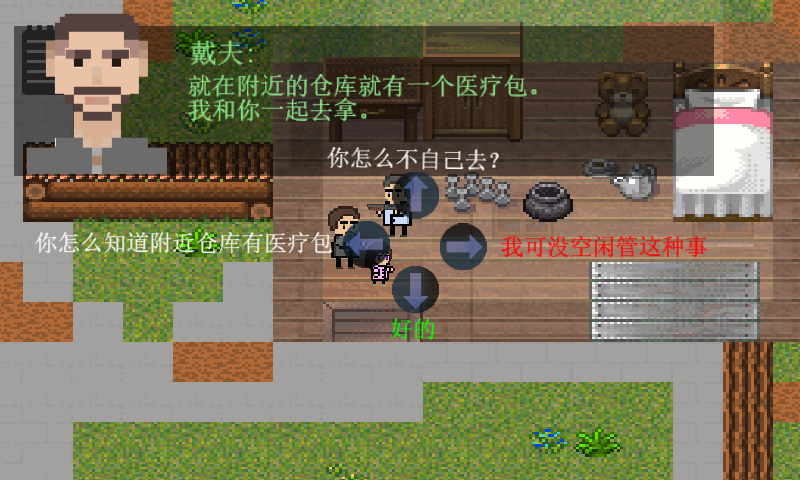 戴夫:
就在附近的仓库就有一个医疗包。
我和你一起去拿。
你怎么不自己去?
你怎么知道附近仓库有医疗包
我可没空闲管这种事
好的